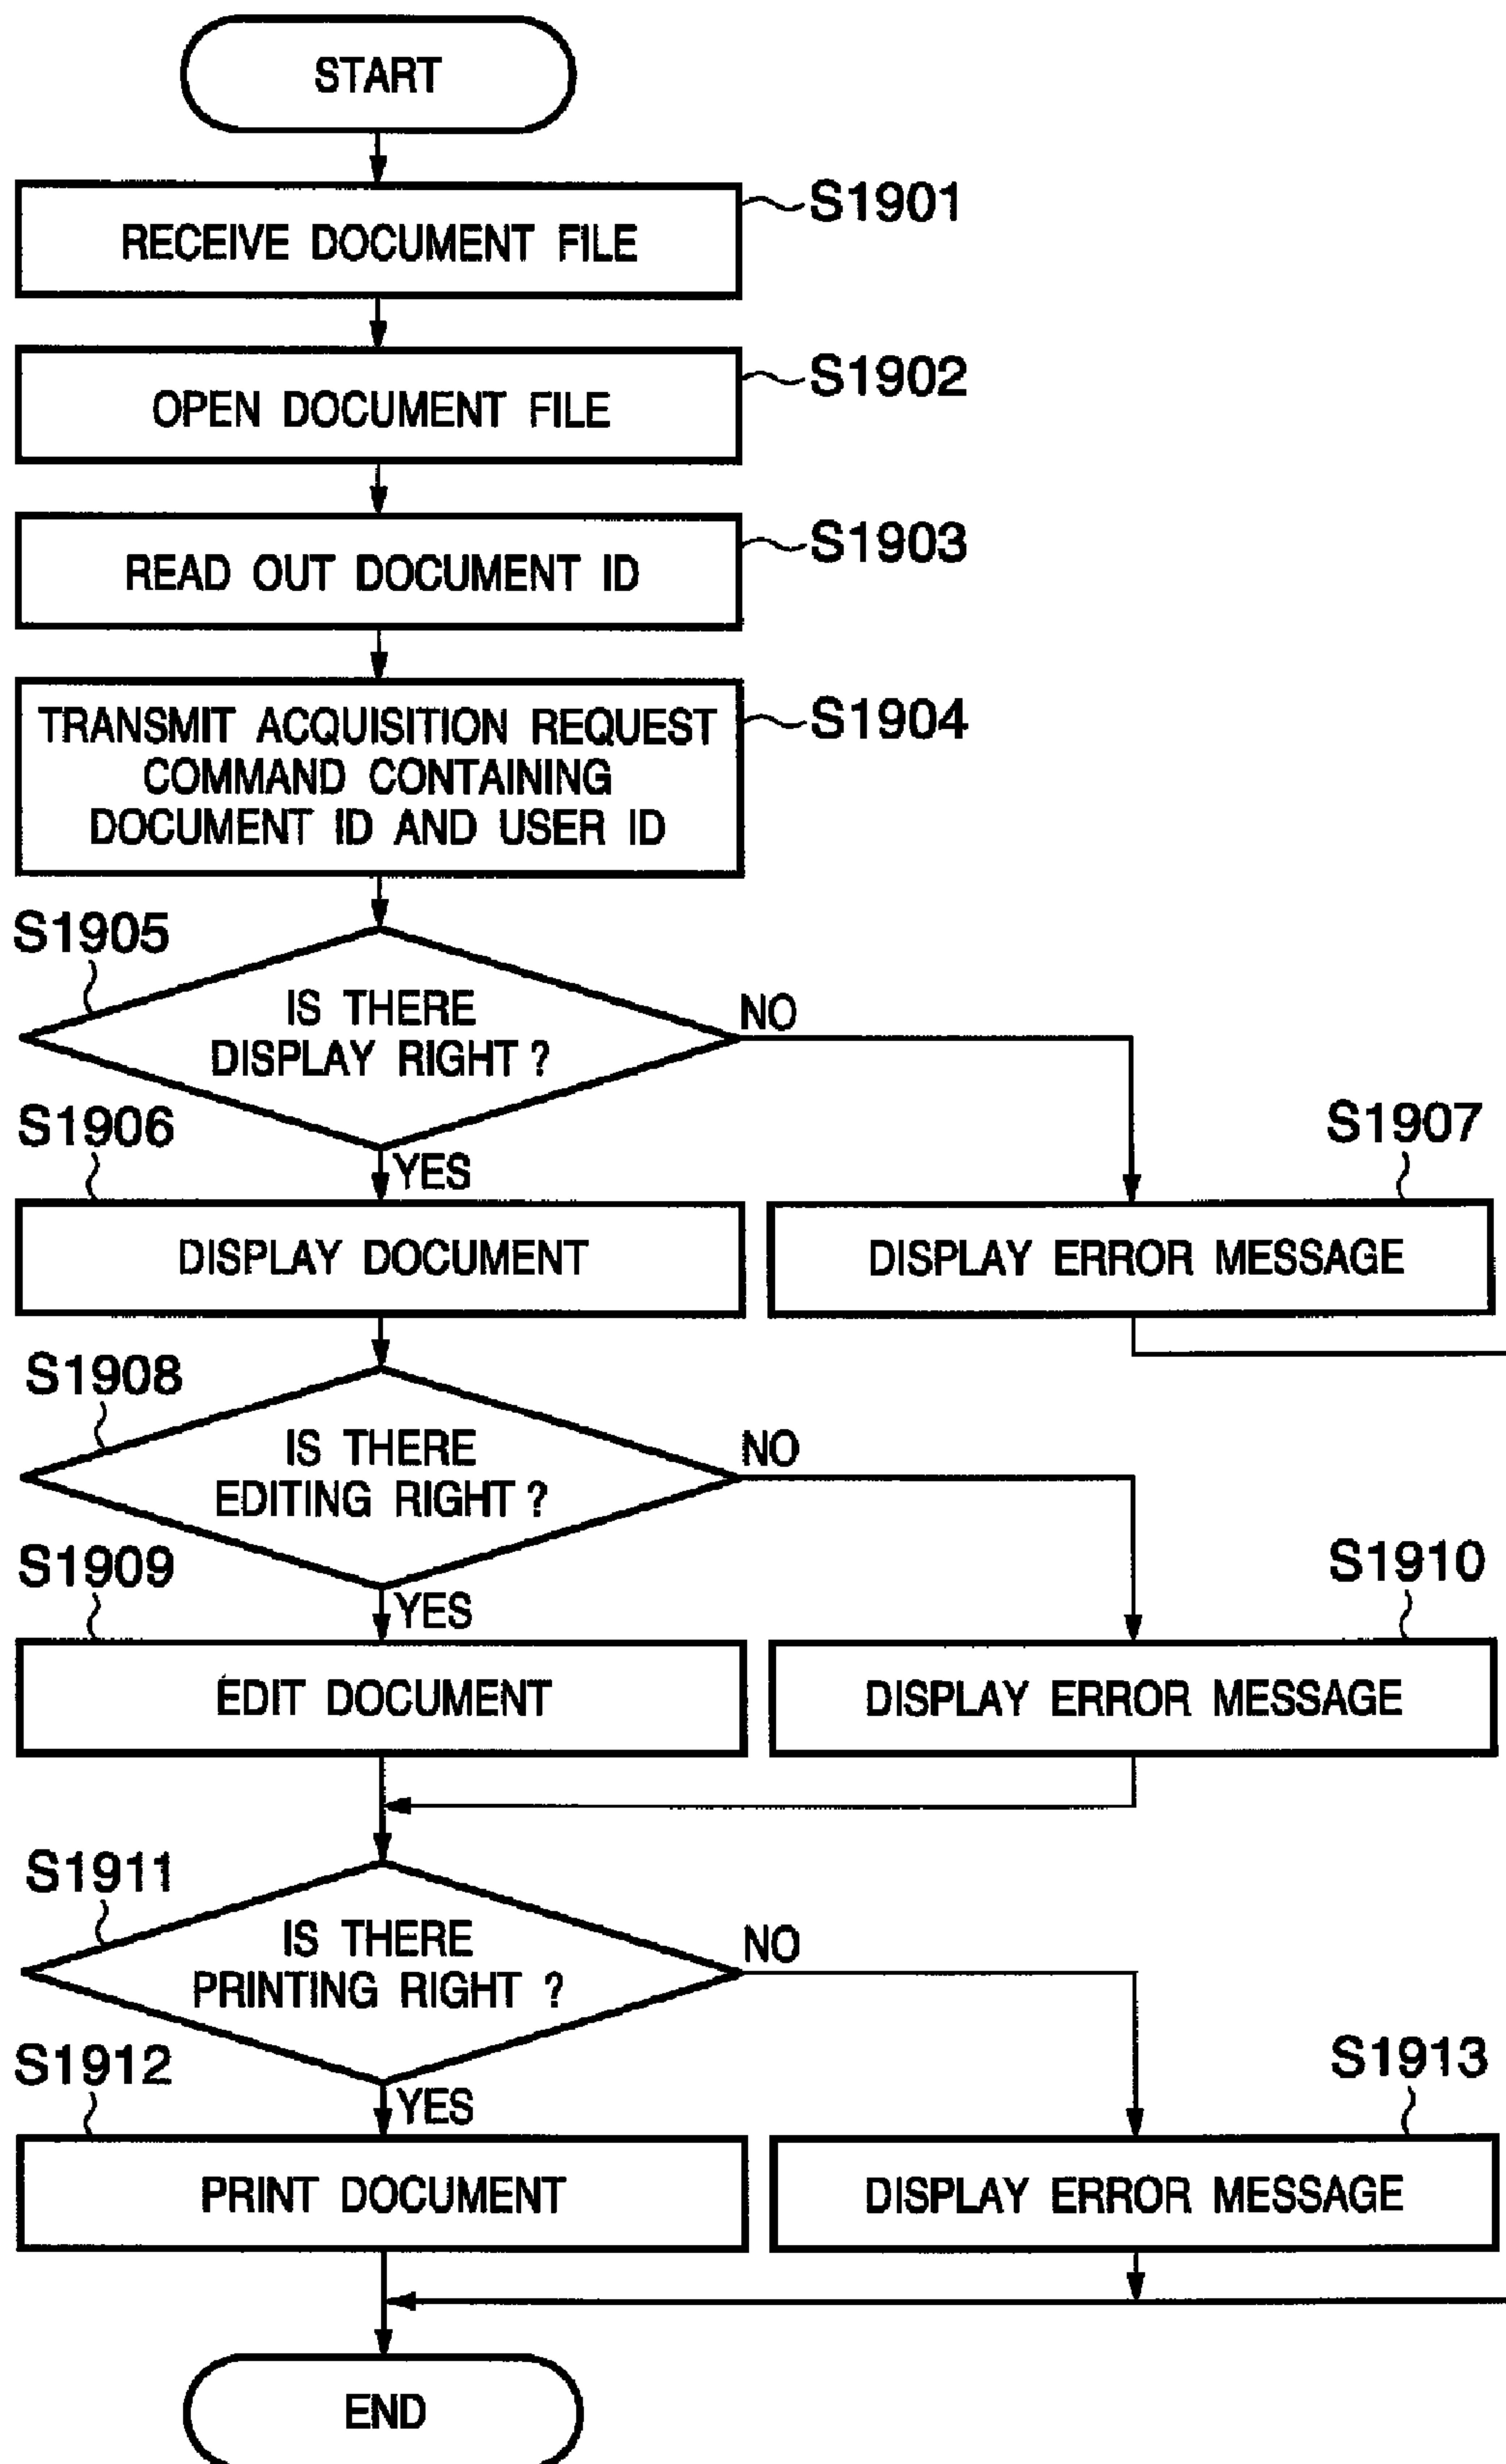 START
RECEIVE DOCUMENT FILE
S1901
OPEN DOCUMENT FILE
S1902
READ OUT DOCUMENT ID
S1903
TRANSMIT ACQUISITION REQUEST
COMMAND CONTAINING
DOCUMENT ID AND USER ID
S1904
S1905
IS THERE
DISPLAY RIGHT ?
NO
YES
S1906
DISPLAY DOCUMENT
S1907
DISPLAY ERROR MESSAGE
S1908
IS THERE
EDITING RIGHT ?
NO
YES
S1909
EDIT DOCUMENT
S1910
DISPLAY ERROR MESSAGE
S1911
IS THERE
PRINTING RIGHT ?
NO
YES
S1912
PRINT DOCUMENT
S1913
DISPLAY ERROR MESSAGE
END